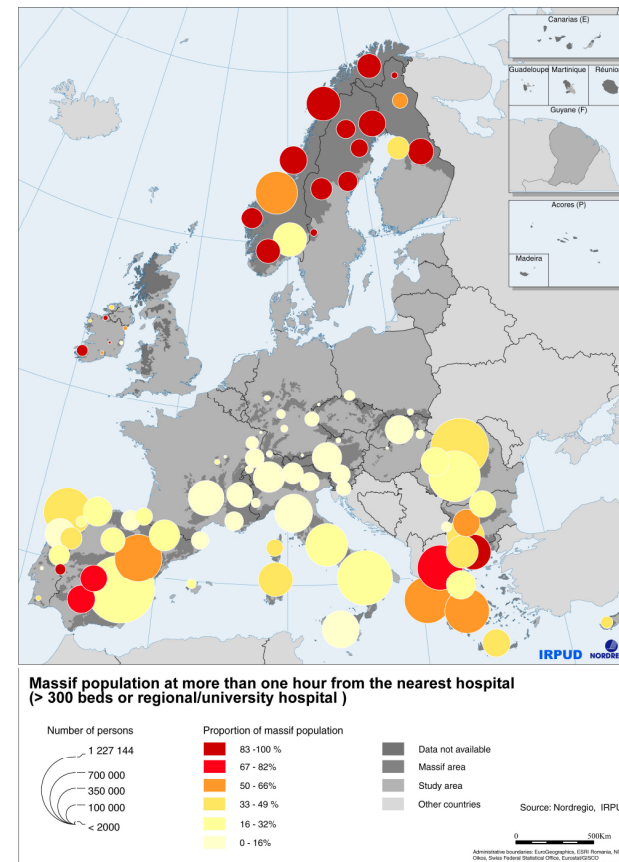 Canarias (E)
Guadeloupe
Martinique
Réunio
Guyane (F)
Acores (P)
Madeira
IRPUD
NORDRE
Massif population at more than one hour from the nearest hospital
(> 300 beds or regional/university hospital )
Number of persons
1 227 144
700 000
350 000
100 000
< 2000
Proportion of massif population
83 -100 %
67 - 82%
50 - 66%
33 - 49 %
16 - 32%
0 - 16%
Data not available
Massif area
Study area
Other countries
Source: Nordregio, IRPU
0
500Km
Administrative boundaries: EuroGeographics, ESRI Romania, NI
Oikos, Swiss Federal Statistical Office, Eurostat/GISCO